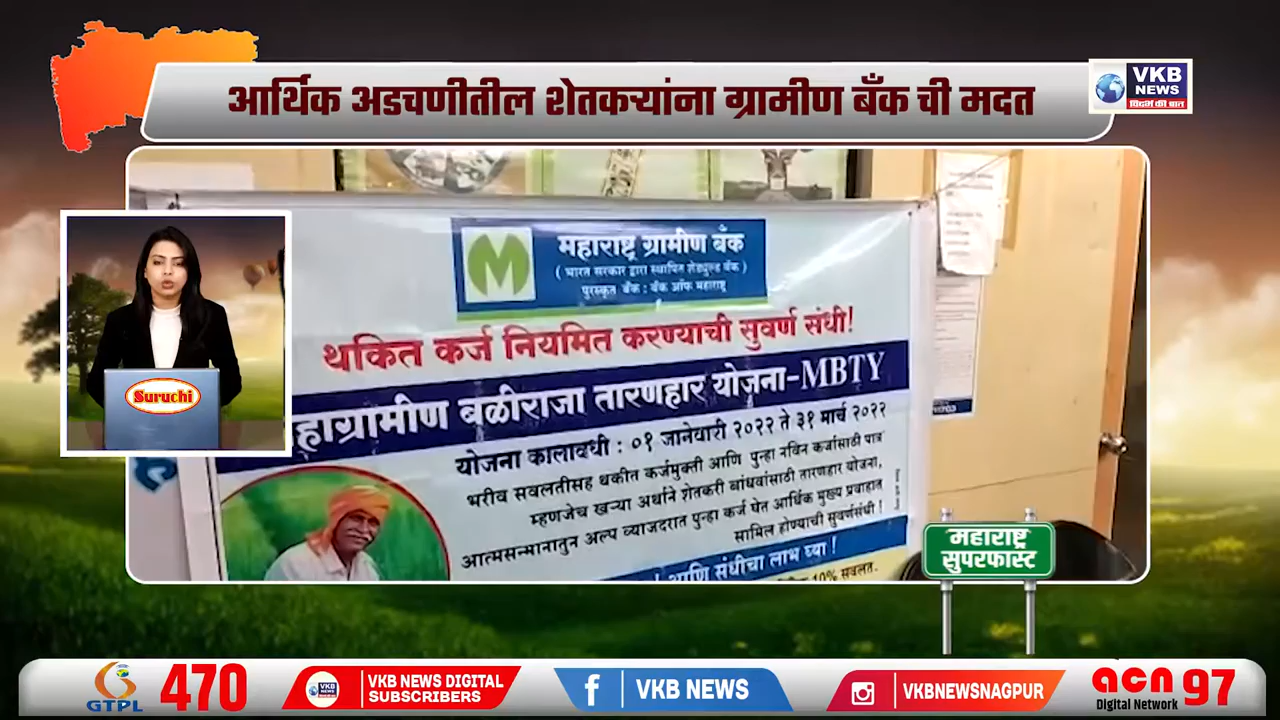 आर्थिक अडचणीतील शेतकऱ्यांना ग्रामीण बँक ची मदत
VKB
NEWS
विदर्भ की बात
महाराष्ट्र ग्रामीण बँक
( भारत सरकार द्वारा स्थापित शेड्युल्ड बँक )
पुरस्कृत बँक : बँक ऑफ महाराष्ट्र
थकित कर्ज नियमित करण्याची सुवर्ण संधी!
हाग्रामीण बळीराजा तारणहार योजना-MBTY
योजना कालावधी : ०१ जानेवारी २०२२ ते ३१ मार्च २०२२
भरीव सवलतीसह थकीत कर्जमुक्ती आणि पुन्हा नविन कर्जासाठी पात्र
म्हणजेच खऱ्या अर्थाने शेतकरी बांधवांसाठी तारणहार योजना,
आत्मसन्मानातुन अल्प व्याजदरात पुन्हा कर्ज घेत आर्थिक मुख्य प्रवाहात
सामिल होण्याची सुवर्णसंधी !
आणि संधीचा लाभ घ्या !
10% सवलत.
Suruchi
महाराष्ट्र
सुपरफास्ट
GTPL
470
VKB NEWS
VKB NEWS DIGITAL
SUBSCRIBERS
VKB NEWS
VKBNEWSNAGPUR
acn 97
Digital Network